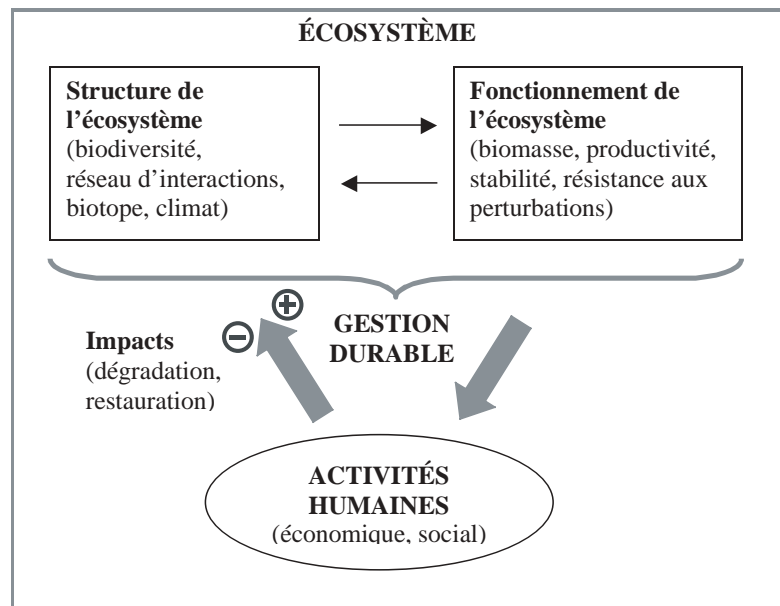 ÉCOSYSTÈME
Structure de
l'écosystème
(biodiversité,
réseau d'interactions,
biotope, climat)
Fonctionnement de
l'écosystème
(biomasse, productivité,
stabilité, résistance aux
perturbations)
+
−
Impacts
(dégradation,
restauration)
GESTION
DURABLE
ACTIVITÉS
HUMAINES
(économique, social)